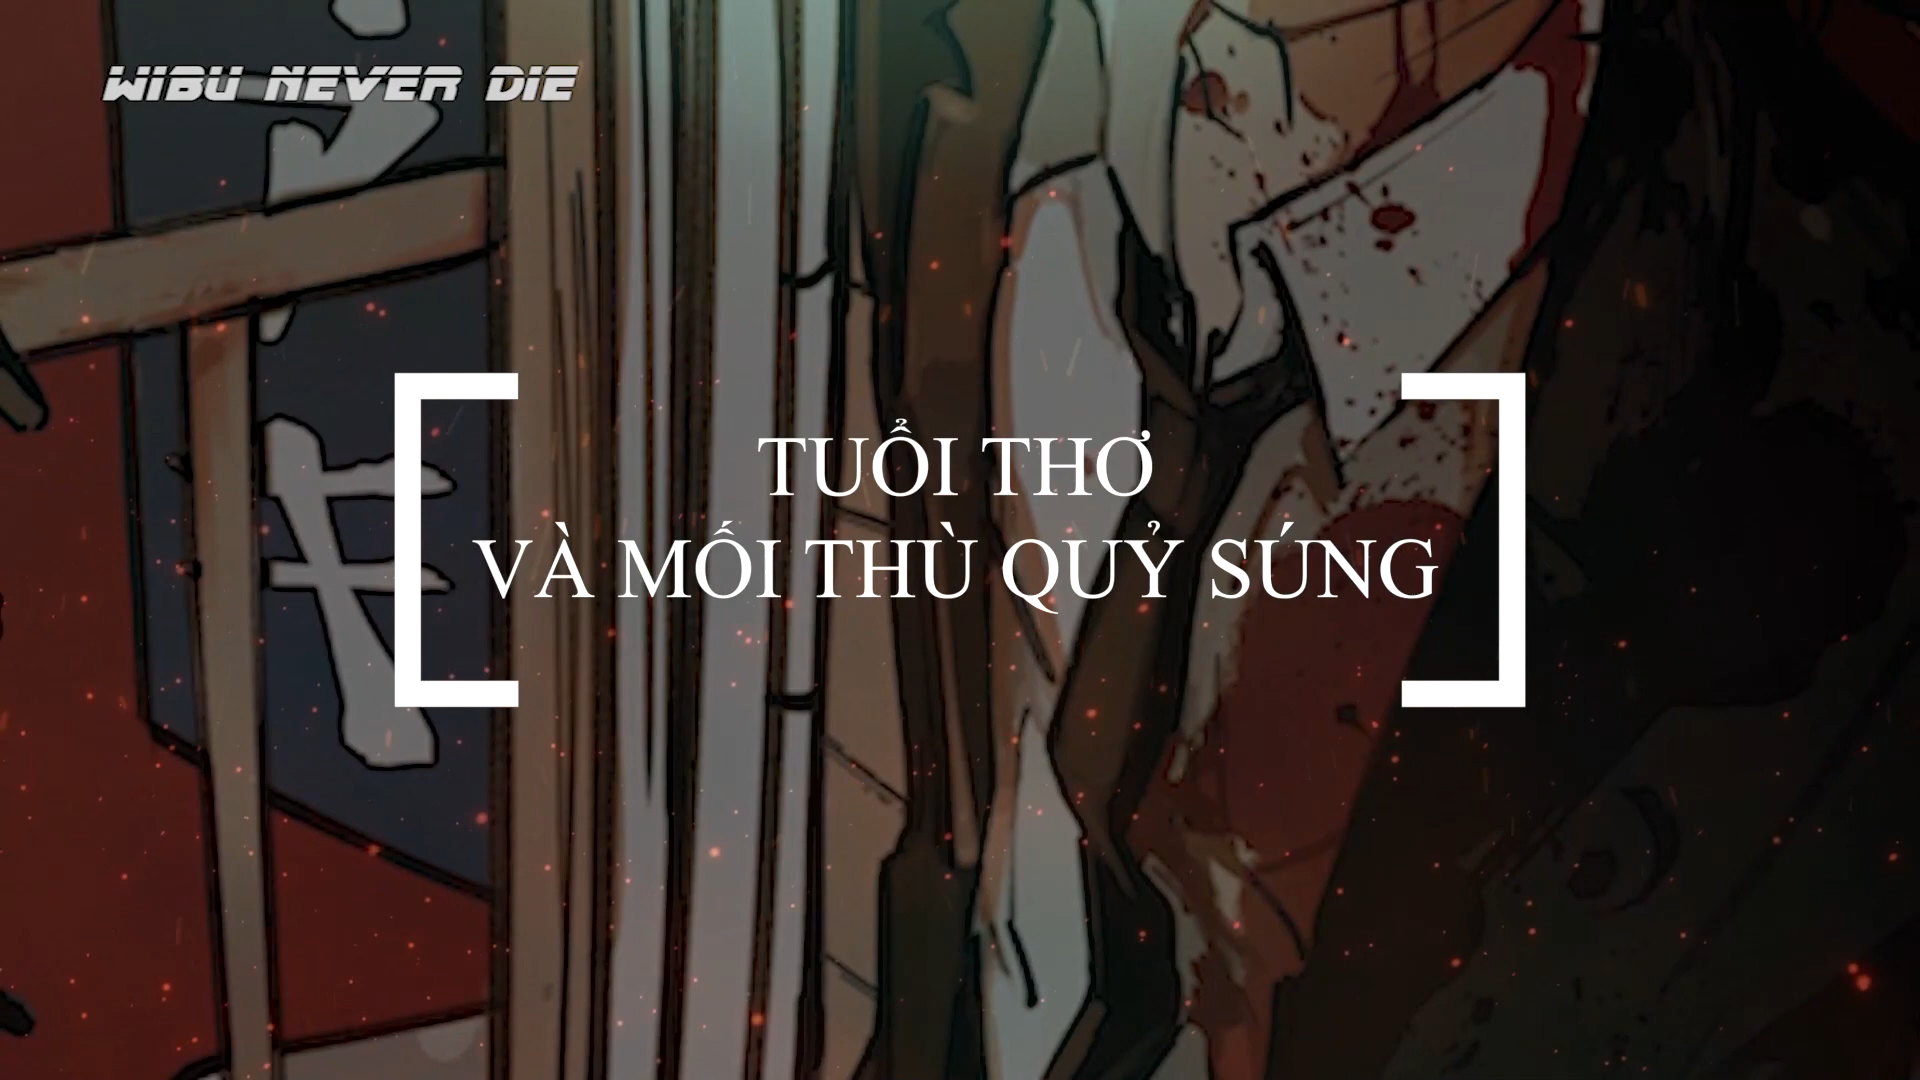 WIBU NEVER DIE
TUỔI THƠ
VÀ MỐI THÙ QUỶ SÚNG